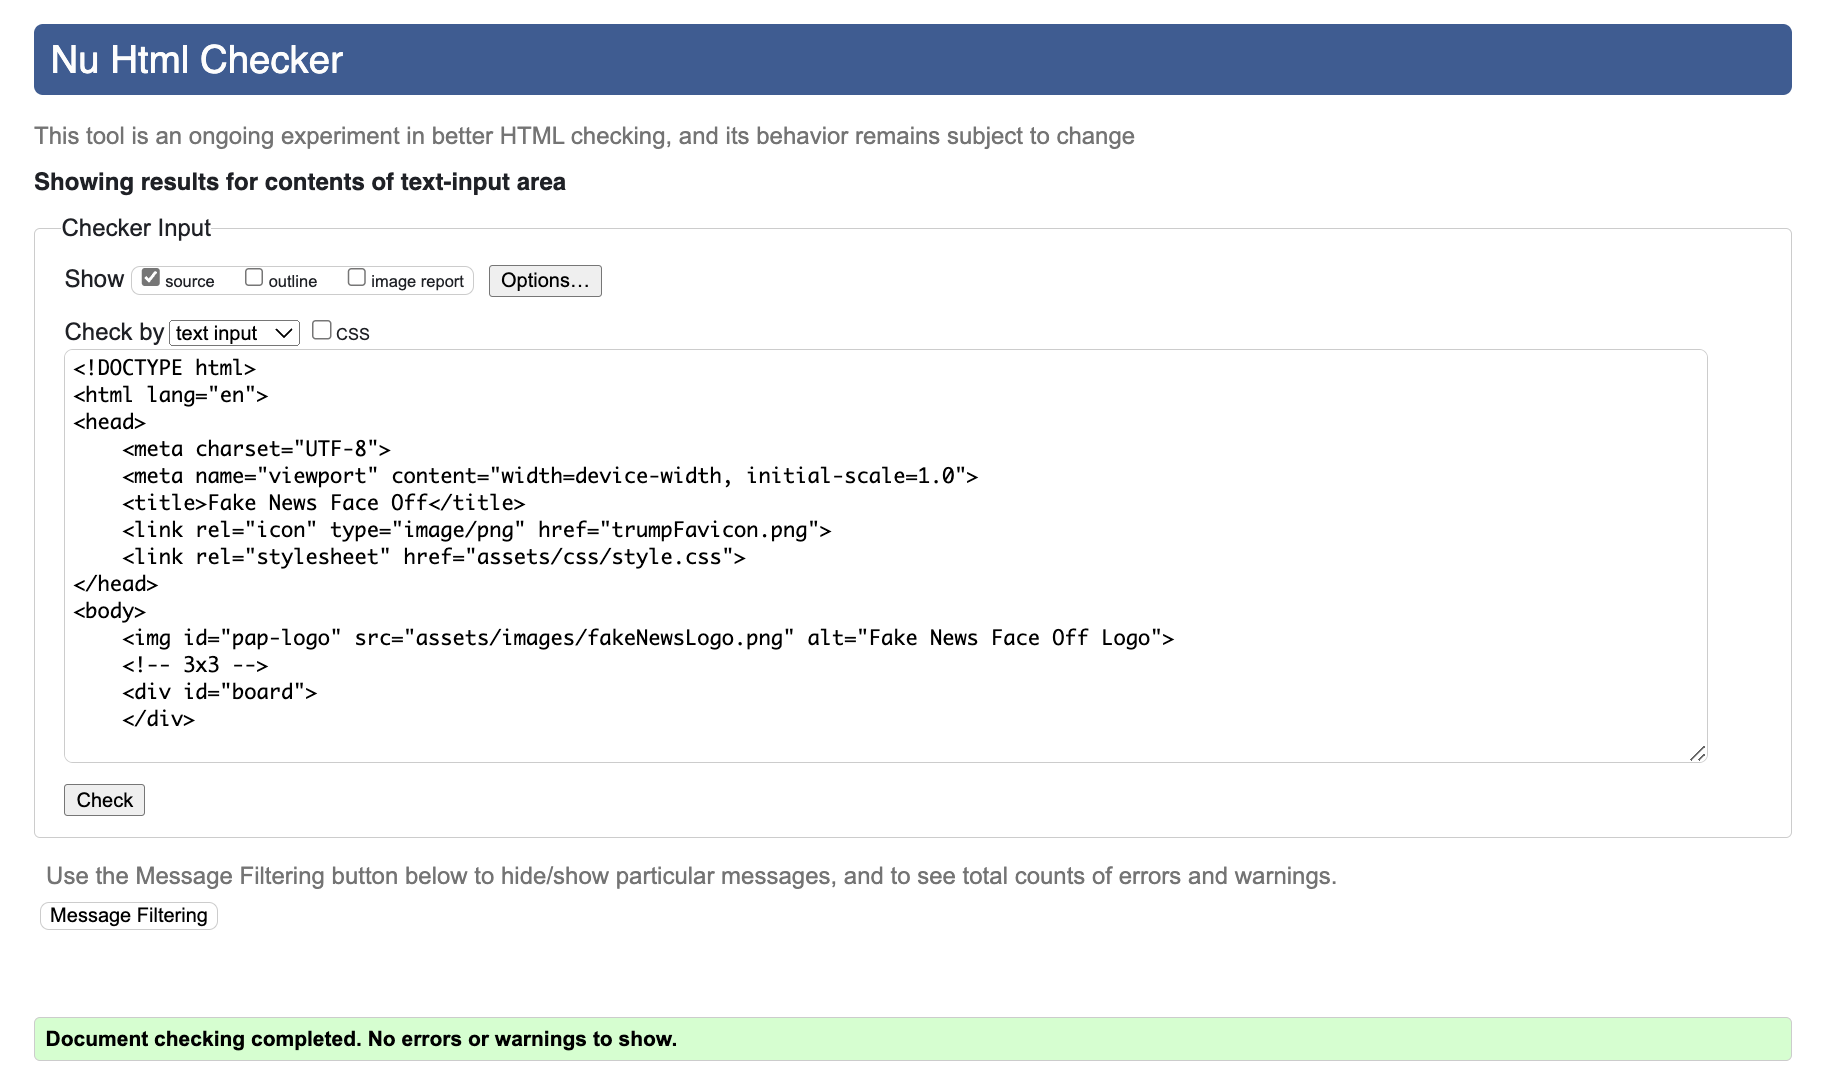 Nu Html Checker
This tool is an ongoing experiment in better HTML checking, and its behavior remains subject to change
Showing results for contents of text-input area
Checker Input
Show source outline image report Options...
Check by text input CSS
<!DOCTYPE html>
<html lang="en">
<head>
    <meta charset="UTF-8">
    <meta name="viewport" content="width=device-width, initial-scale=1.0">
    <title>Fake News Face Off</title>
    <link rel="icon" type="image/png" href="trumpFavicon.png">
    <link rel="stylesheet" href="assets/css/style.css">
</head>
<body>
    <img id="pap-logo" src="assets/images/fakeNewsLogo.png" alt="Fake News Face Off Logo">
    <!-- 3x3 -->
    <div id="board">
    </div>
Check
Use the Message Filtering button below to hide/show particular messages, and to see total counts of errors and warnings.
Message Filtering
Document checking completed. No errors or warnings to show.